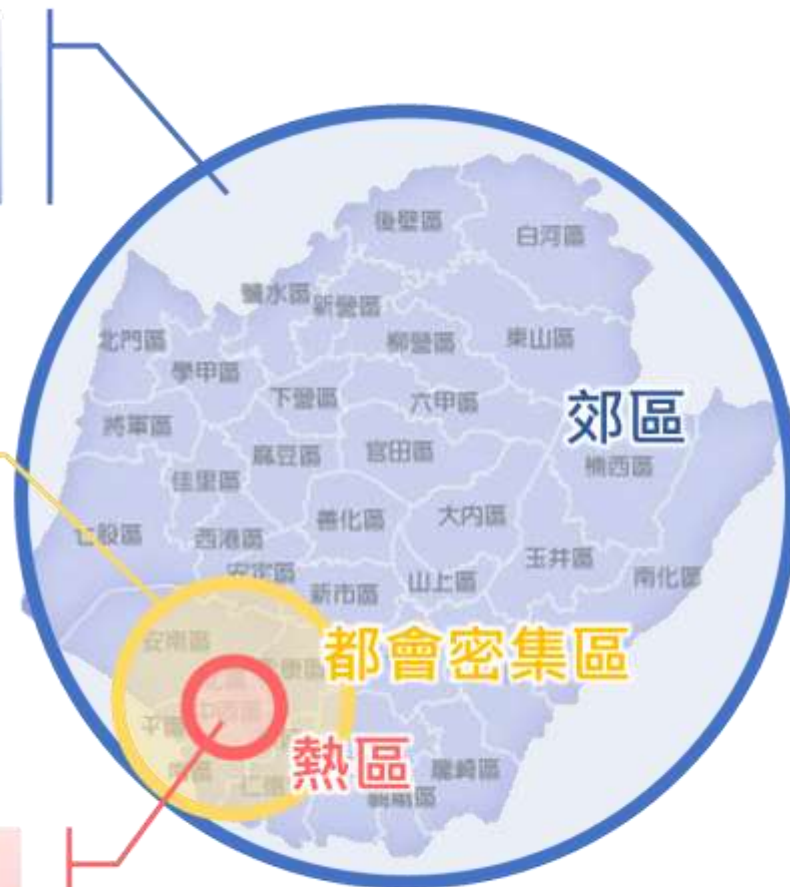 後壁區
白河區
鹽水區
新營區
北門區
柳營區
東山區
學甲區
下營區
六甲區
郊區
將軍區
麻豆區
官田區
楠西區
佳里區
善化區
大內區
七股區
西港區
玉井區
安定區
新市區
山上區
南化區
安南區
都會密集區
熱區
龍崎區
仁德